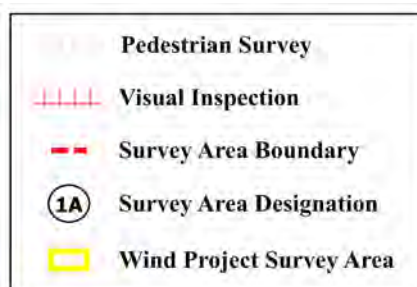 Pedestrian Survey
Visual Inspection
Survey Area Boundary
1A Survey Area Designation
Wind Project Survey Area